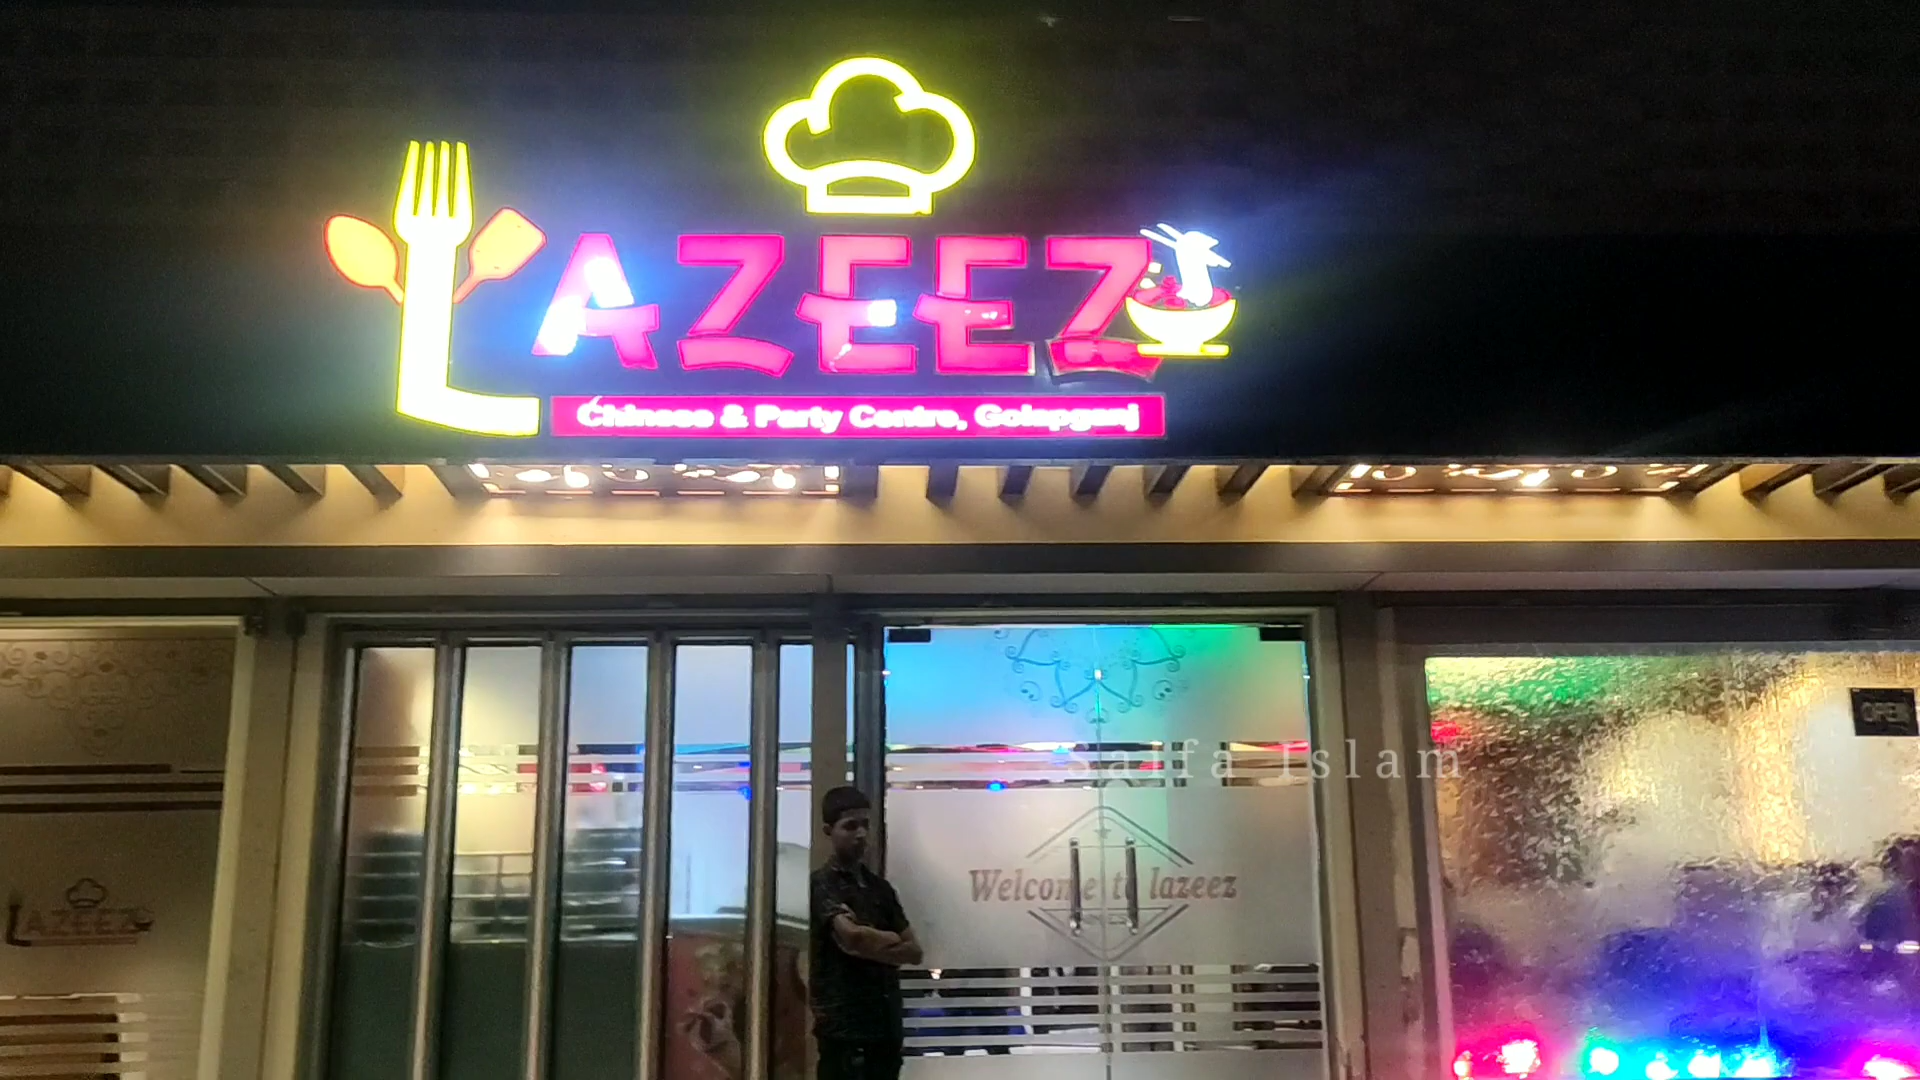 LAZEEZ
Chinese & Party Centre, Golapganj
OPEN
Saifa Islam
Welcome to lazeez
LAZEEZ